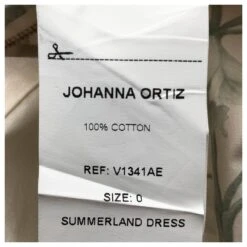 JOHANNA ORTIZ
100% COTTON
REF: V1341AE
SIZE: 0
SUMMERLAND DRESS